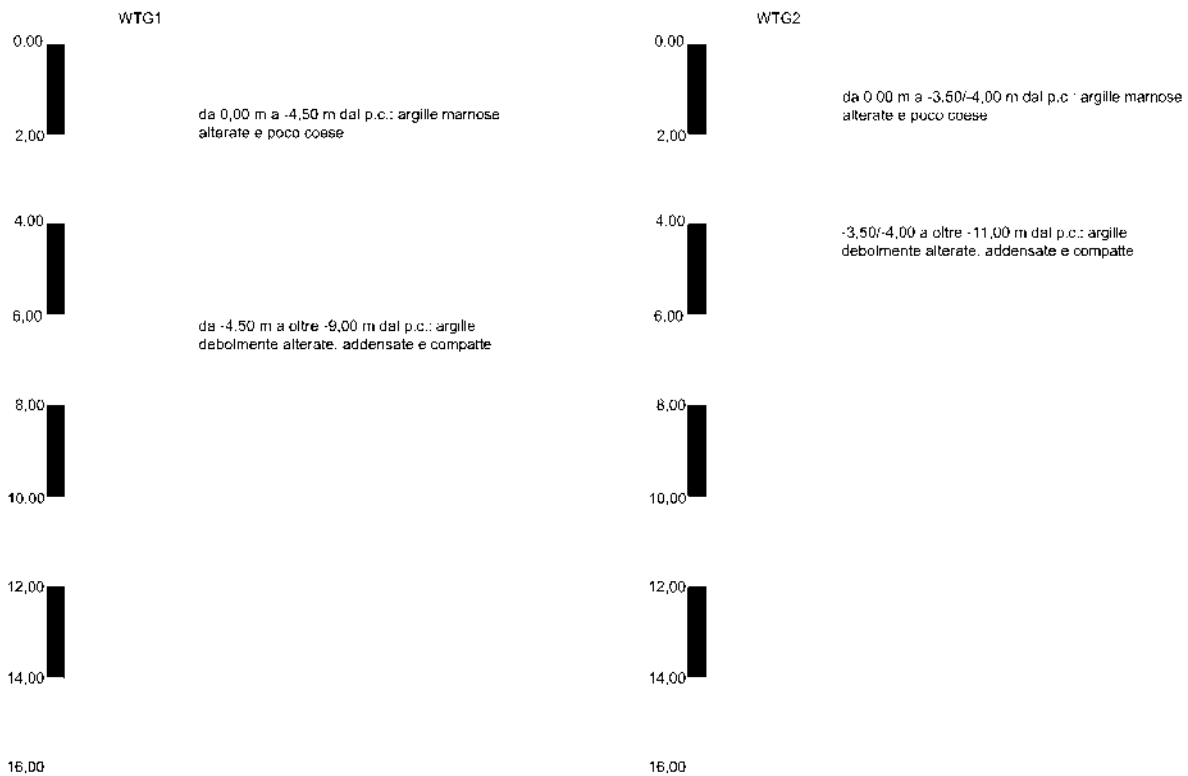 WTG1
0.00
da 0,00 m a -4,50 m dal p.c.: argille marnose
alterate e poco coese
2,00
4.00
6,00
da -4.50 m a oltre -9,00 m dal p.c.: argille
debolmente alterate. addensate e compatte
8,00
10.00
12,00
14,00
16,00
WTG2
0.00
da 0 00 m a -3,50/-4,00 m dal p.c : argille marnose
alterate e poco coese
2,00
4.00
-3,50/-4,00 a oltre -11,00 m dal p.c.: argille
debolmente alterate. addensate e compatte
6.00
8,00
10,00
12,00
14,00
16,00